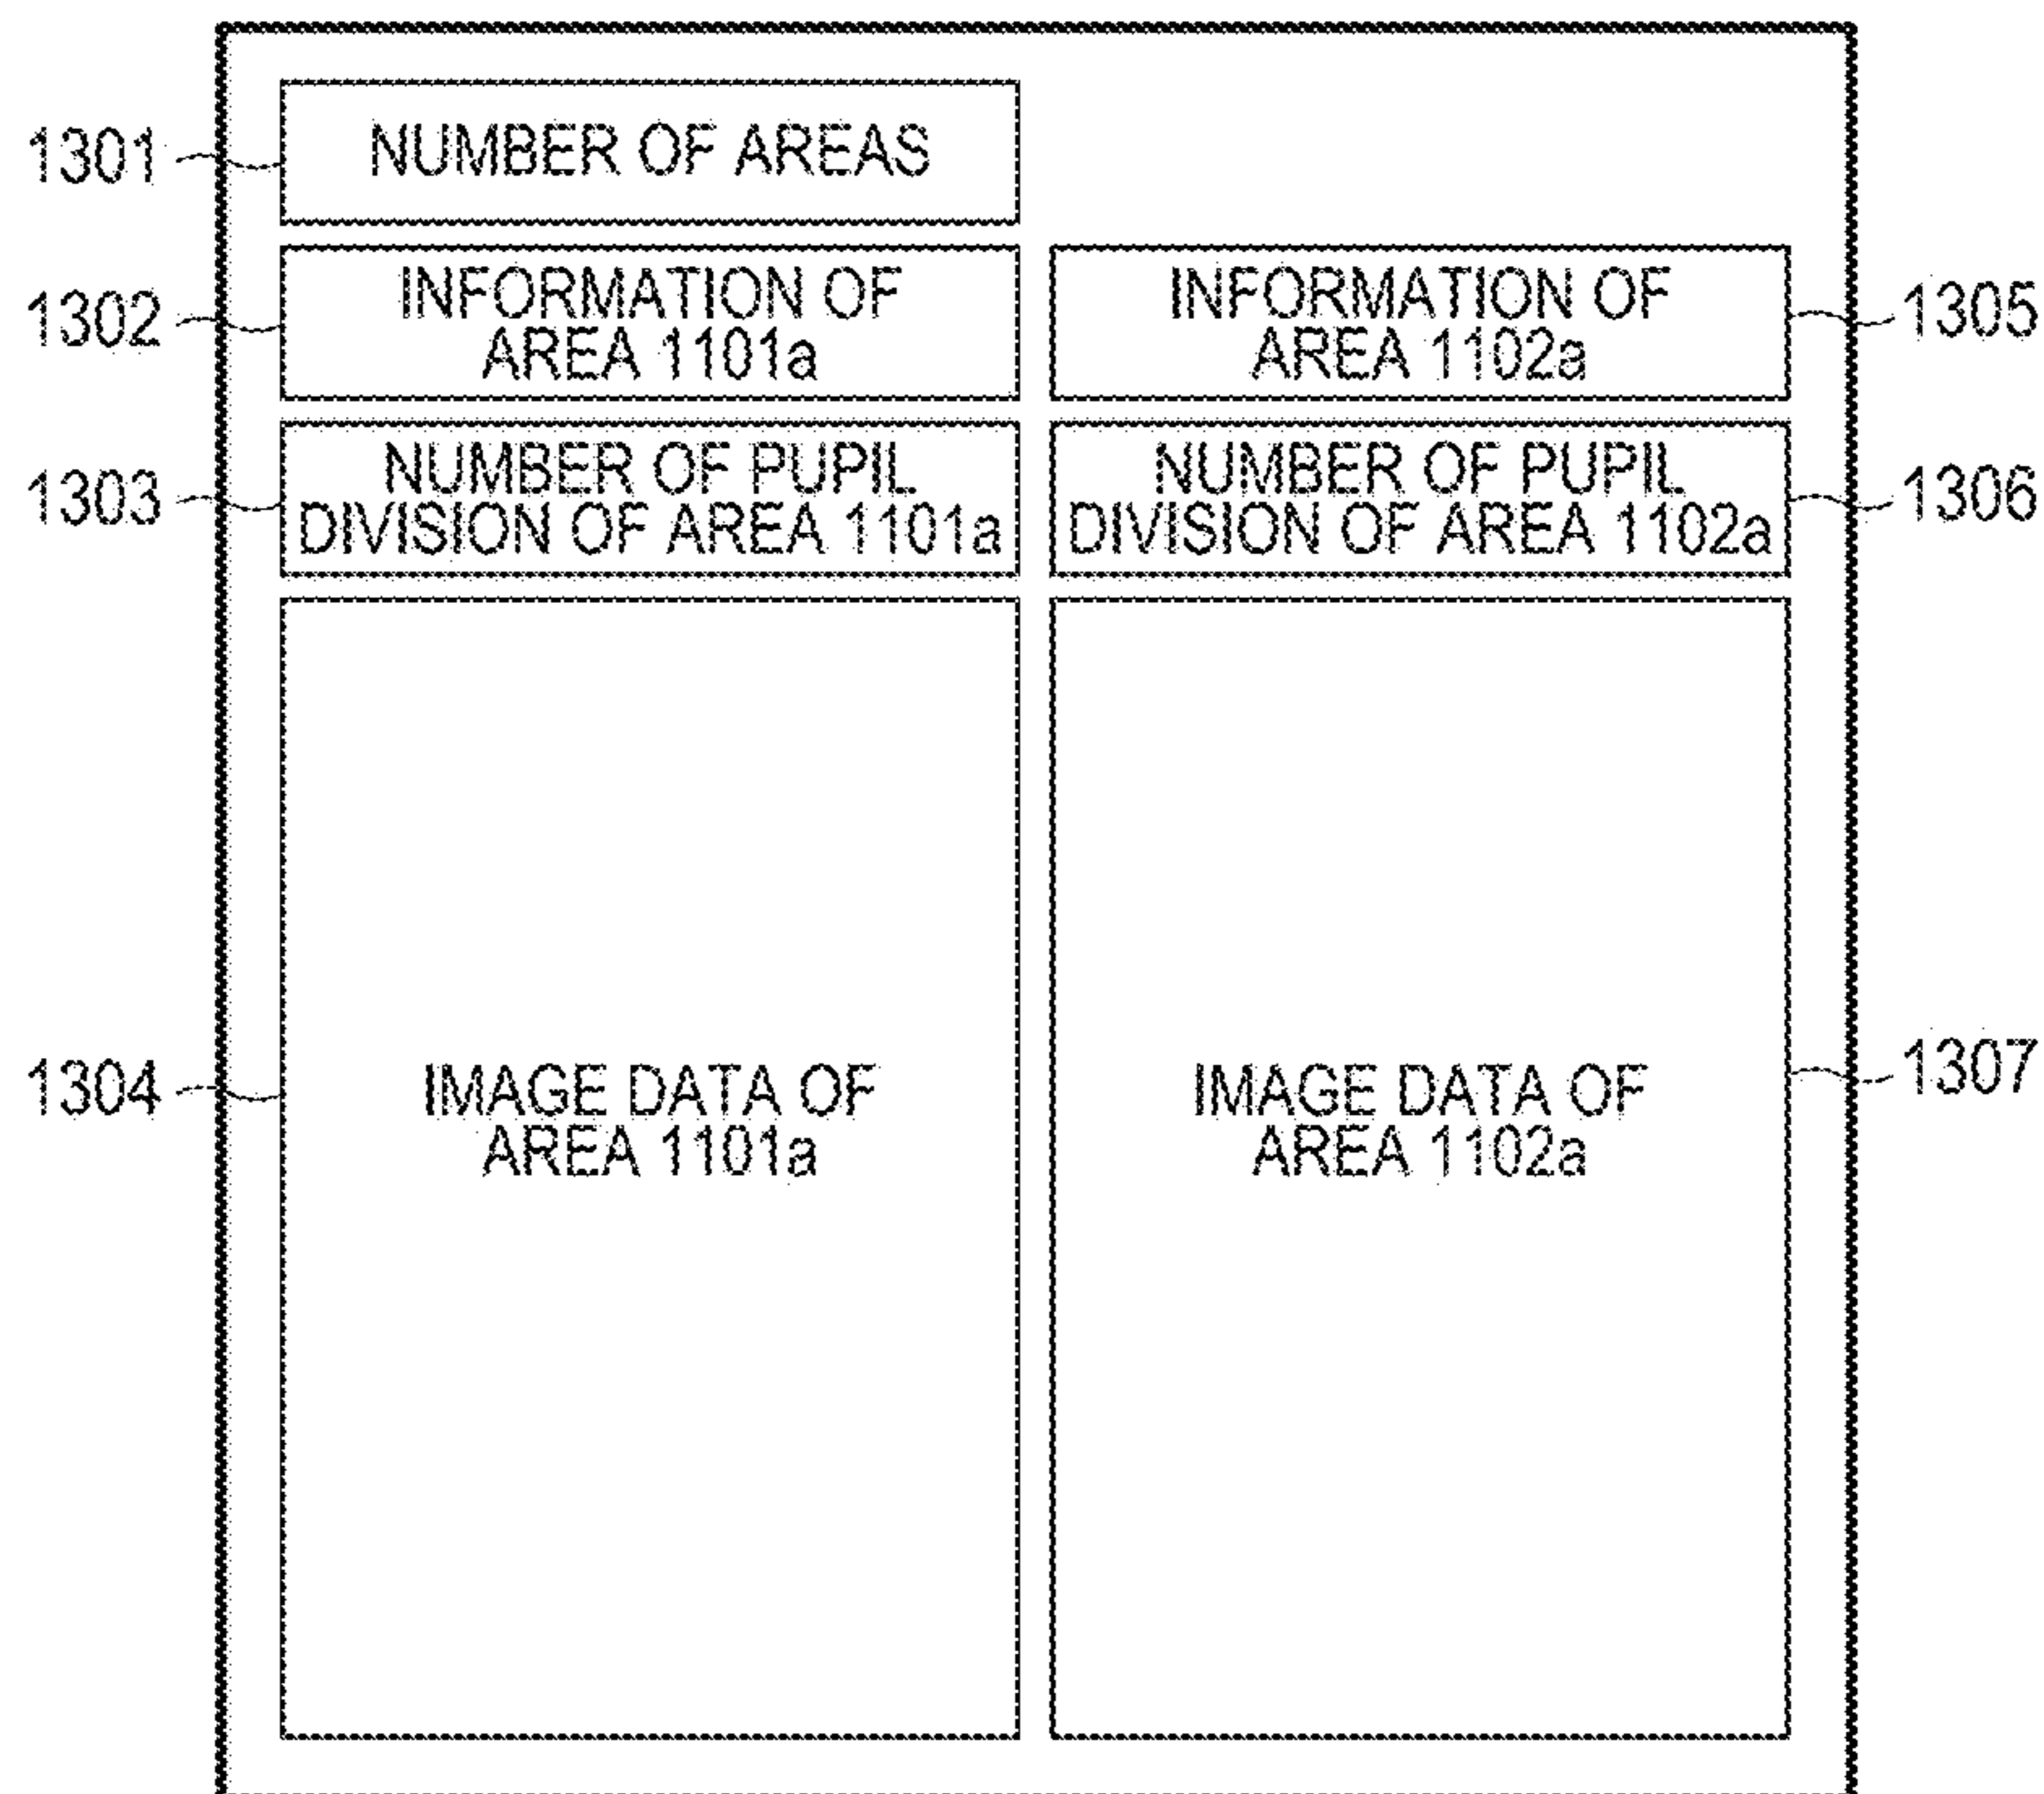 1301
NUMBER OF AREAS
1302
INFORMATION OF
AREA 1101a
INFORMATION OF
AREA 1102a
1305
1303
NUMBER OF PUPIL
DIVISION OF AREA 1101a
NUMBER OF PUPIL
DIVISION OF AREA 1102a
1306
1304
IMAGE DATA OF
AREA 1101a
IMAGE DATA OF
AREA 1102a
1307